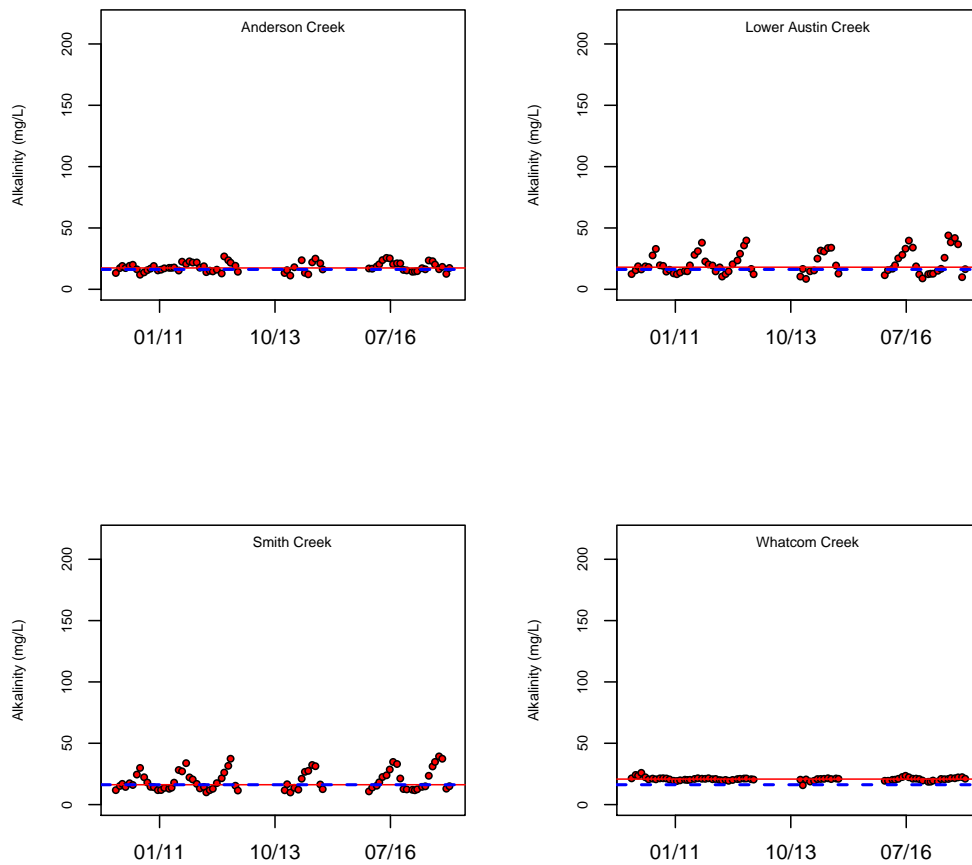 Anderson Creek
Alkalinity (mg/L)
200
150
100
50
0
01/11 10/13 07/16
Lower Austin Creek
Alkalinity (mg/L)
200
150
100
50
0
01/11 10/13 07/16
Smith Creek
Alkalinity (mg/L)
200
150
100
50
0
01/11 10/13 07/16
Whatcom Creek
Alkalinity (mg/L)
200
150
100
50
0
01/11 10/13 07/16